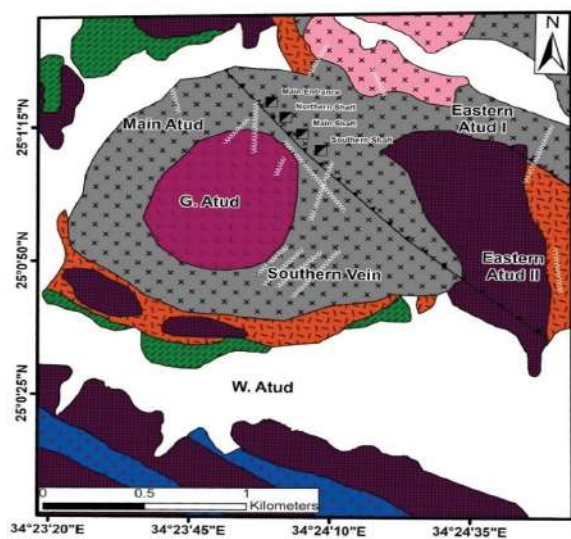 N
Main Entrance
Northern Shaft
Main Shaft
Southern Shaft
Main Atud
Eastern
Atud I
G. Atud
Eastern
Atud II
Southern Vein
W. Atud
25°1'15"N
25°0'50"N
25°0'25"N
0 0.5 1
Kilometers
34°23'20"E 34°23'45"E 34°24'10"E 34°24'35"E